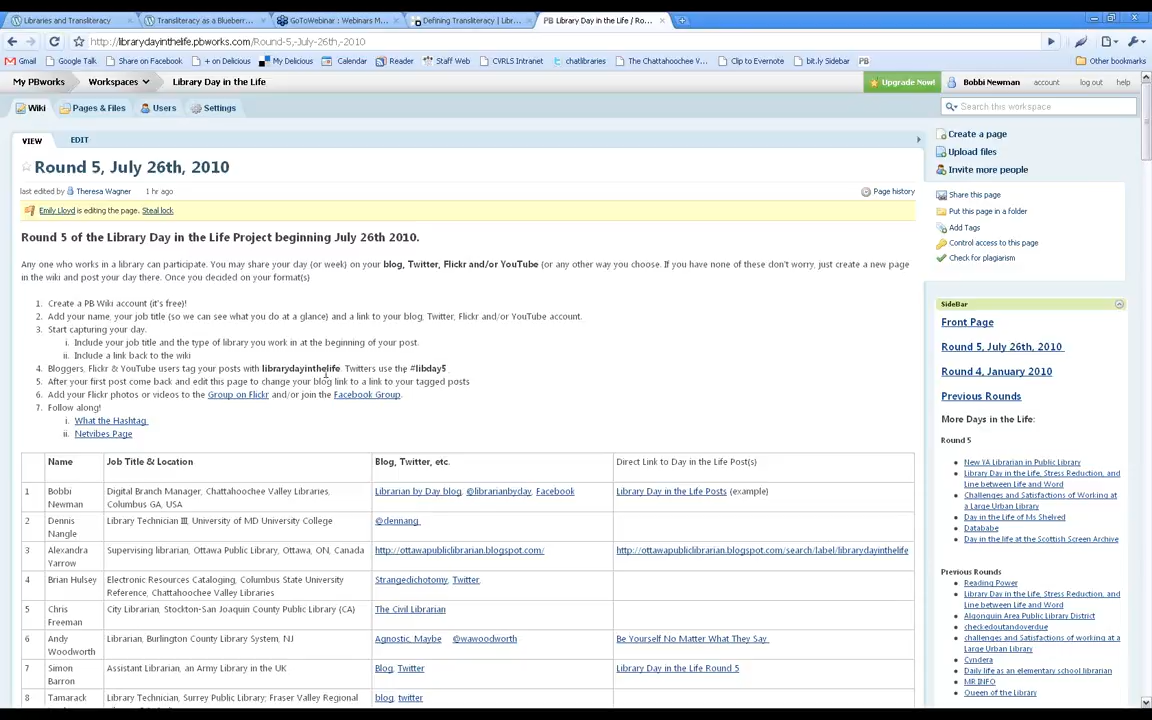 Libraries and Transliteracy
Transliteracy as a Blueberr...
GoToWebinar : Webinars M...
Defining Transliteracy | Libr...
Library Day in the Life / Ro...
http://librarydayinthelife.pbworks.com/Round-5,-July-26th,-2010
Gmail
Google Talk
Share on Facebook
+ on Delicious
My Delicious
Calendar
Reader
Staff Web
CVRLS Intranet
chatlibraries
The Chattahoochee V...
Clip to Evernote
bit.ly Sidebar
PB
Other bookmarks
My PBworks
Workspaces
Library Day in the Life
Upgrade Now!
Bobbi Newman
account
log out
help
Wiki
Pages & Files
Users
Settings
Search this workspace
VIEW
EDIT
Round 5, July 26th, 2010
last edited by Theresa Wagner 1 hr ago
Page history
Emily Lloyd is editing the page. Steal lock
Round 5 of the Library Day in the Life Project beginning July 26th 2010.
Any one who works in a library can participate. You may share your day (or week) on your blog, Twitter, Flickr and/or YouTube (or any other way you choose. If you have none of these don't worry, just create a new page
in the wiki and post your day there. Once you decided on your format(s)
1. Create a PB Wiki account (it's free)!
2. Add your name, your job title (so we can see what you do at a glance) and a link to your blog, Twitter, Flickr and/or YouTube account.
3. Start capturing your day.
i. Include your job title and the type of library you work in at the beginning of your post.
ii. Include a link back to the wiki
4. Bloggers, Flickr & YouTube users tag your posts with librarydayinthelife. Twitters use the #libday5
5. After your first post come back and edit this page to change your blog link to a link to your tagged posts
6. Add your Flickr photos or videos to the Group on Flickr and/or join the Facebook Group.
7. Follow along!
i. What the Hashtag
ii. Netvibes Page
Name
Job Title & Location
Blog, Twitter, etc.
Direct Link to Day in the Life Post(s)
1
Bobbi
Newman
Digital Branch Manager, Chattahoochee Valley Libraries,
Columbus GA, USA
Librarian by Day blog, @librarianbyday, Facebook
Library Day in the Life Posts (example)
2
Dennis
Nangle
Library Technician III, University of MD University College
@dennang
3
Alexandra
Yarrow
Supervising librarian, Ottawa Public Library, Ottawa, ON, Canada
http://ottawapubliclibrarian.blogspot.com/
http://ottawapubliclibrarian.blogspot.com/search/label/librarydayinthelife
4
Brian Hulsey
Electronic Resources Cataloging, Columbus State University
Reference, Chattahoochee Valley Libraries
Strangedichotomy, Twitter
5
Chris
Freeman
City Librarian, Stockton-San Joaquin County Public Library (CA)
The Civil Librarian
6
Andy
Woodworth
Librarian, Burlington County Library System, NJ
Agnostic, Maybe @wawoodworth
Be Yourself No Matter What They Say
7
Simon
Barron
Assistant Librarian, an Army Library in the UK
Blog, Twitter
Library Day in the Life Round 5
8
Tamarack
Library Technician, Surrey Public Library; Fraser Valley Regional
blog, twitter
Create a page
Upload files
Invite more people
Share this page
Put this page in a folder
Add Tags
Control access to this page
Check for plagiarism
SideBar
Front Page
Round 5, July 26th, 2010
Round 4, January 2010
Previous Rounds
More Days in the Life:
Round 5
New YA Librarian in Public Library
Library Day in the Life, Stress Reduction, and
Line between Life and Word
Challenges and Satisfactions of Working at
a Large Urban Library
Day in the Life of Ms Shelved
Datababe
Day in the life at the Scottish Screen Archive
Previous Rounds
Reading Power
Library Day in the Life, Stress Reduction, and
Line between Life and Word
Algonquin Area Public Library District
checkedoutandoverdue
challenges and Satisfactions of working at a
Large Urban Library
Cyndera
Daily life as an elementary school librarian
MR INFO
Queen of the Library